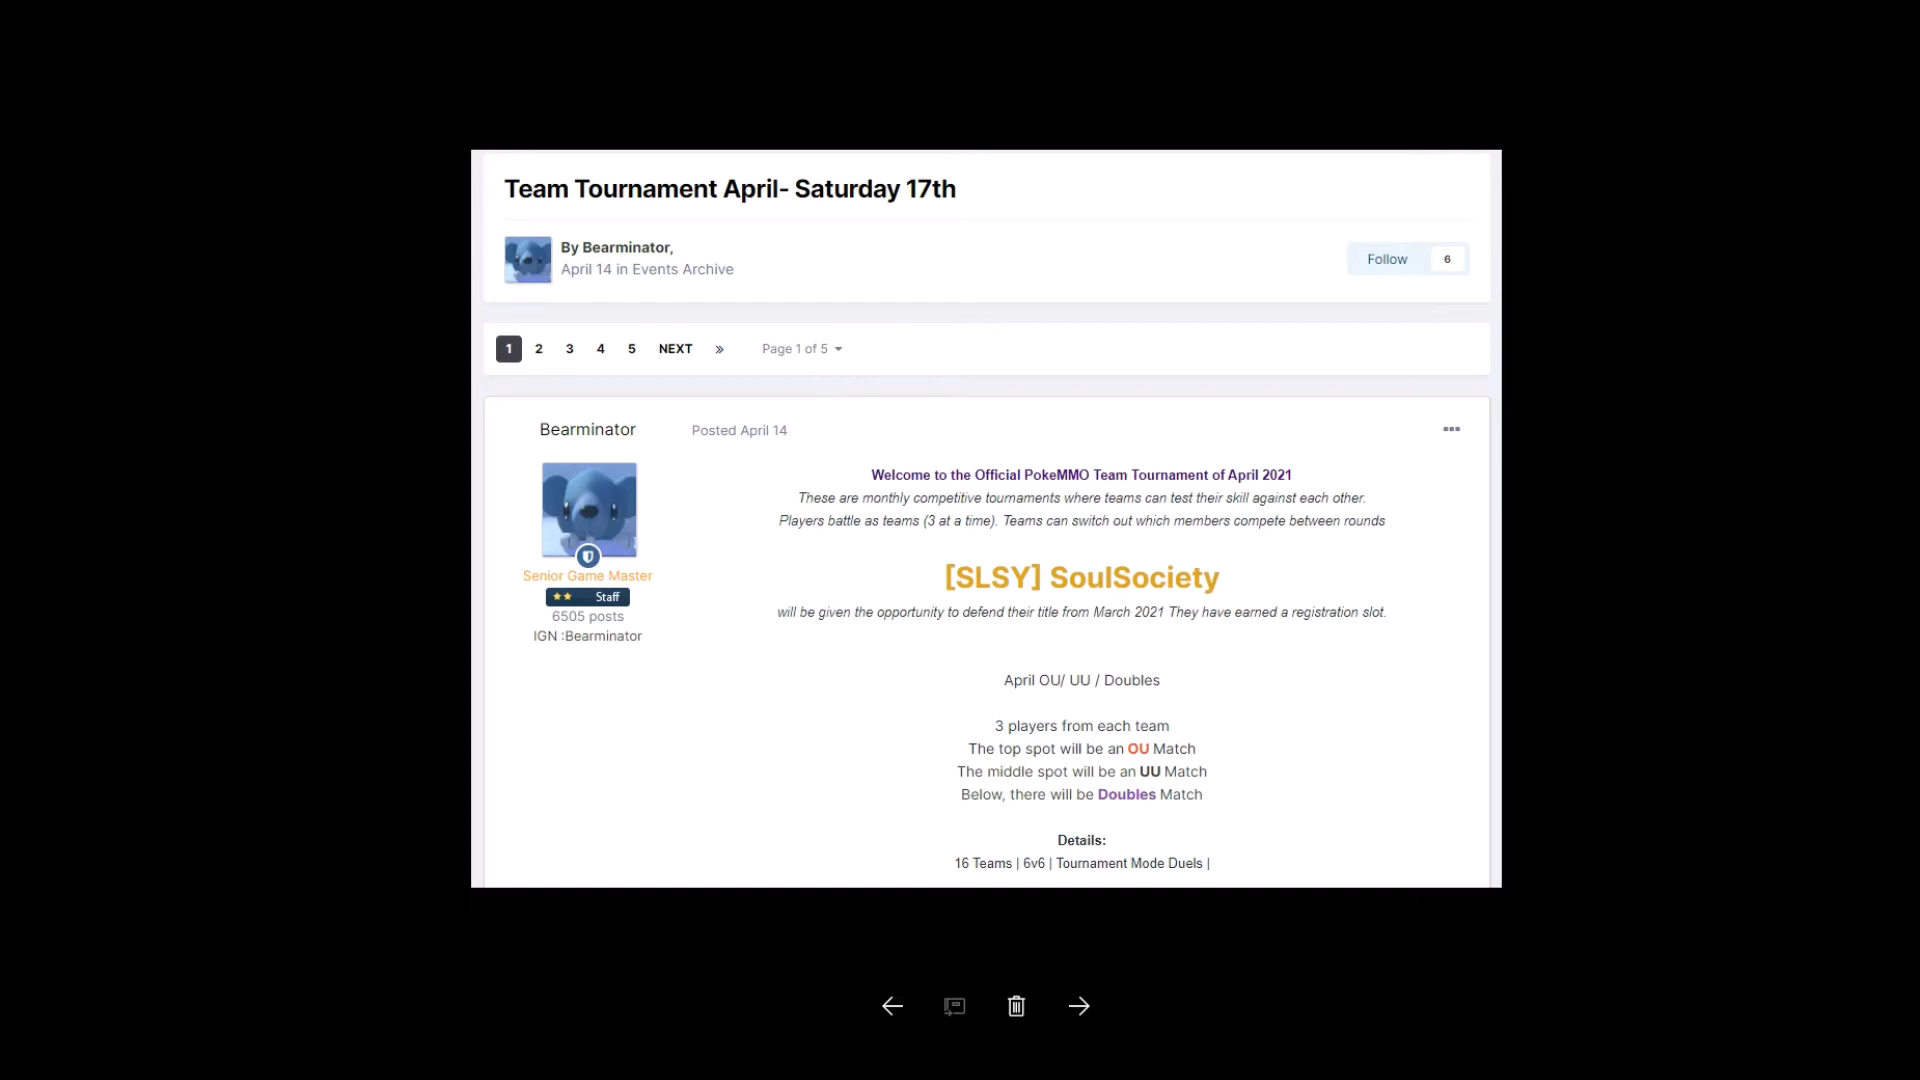 Team Tournament April- Saturday 17th
By Bearminator,
April 14 in Events Archive
Follow 6
1 2 3 4 5 NEXT » Page 1 of 5
Bearminator
Posted April 14
Welcome to the Official PokeMMO Team Tournament of April 2021
These are monthly competitive tournaments where teams can test their skill against each other.
Players battle as teams (3 at a time). Teams can switch out which members compete between rounds
Senior Game Master
Staff
6505 posts
IGN :Bearminator
[SLSY] SoulSociety
will be given the opportunity to defend their title from March 2021 They have earned a registration slot.
April OU/ UU / Doubles
3 players from each team
The top spot will be an OU Match
The middle spot will be an UU Match
Below, there will be Doubles Match
Details:
16 Teams | 6v6 | Tournament Mode Duels |